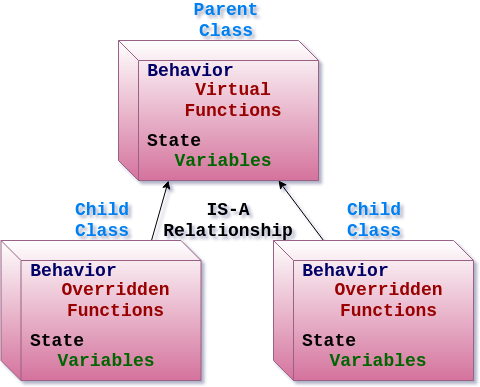 Parent
Class
Behavior
Virtual
Functions
State
Variables
Child
Class
IS-A
Relationship
Child
Class
Behavior
Overridden
Functions
State
Variables
Behavior
Overridden
Functions
State
Variables